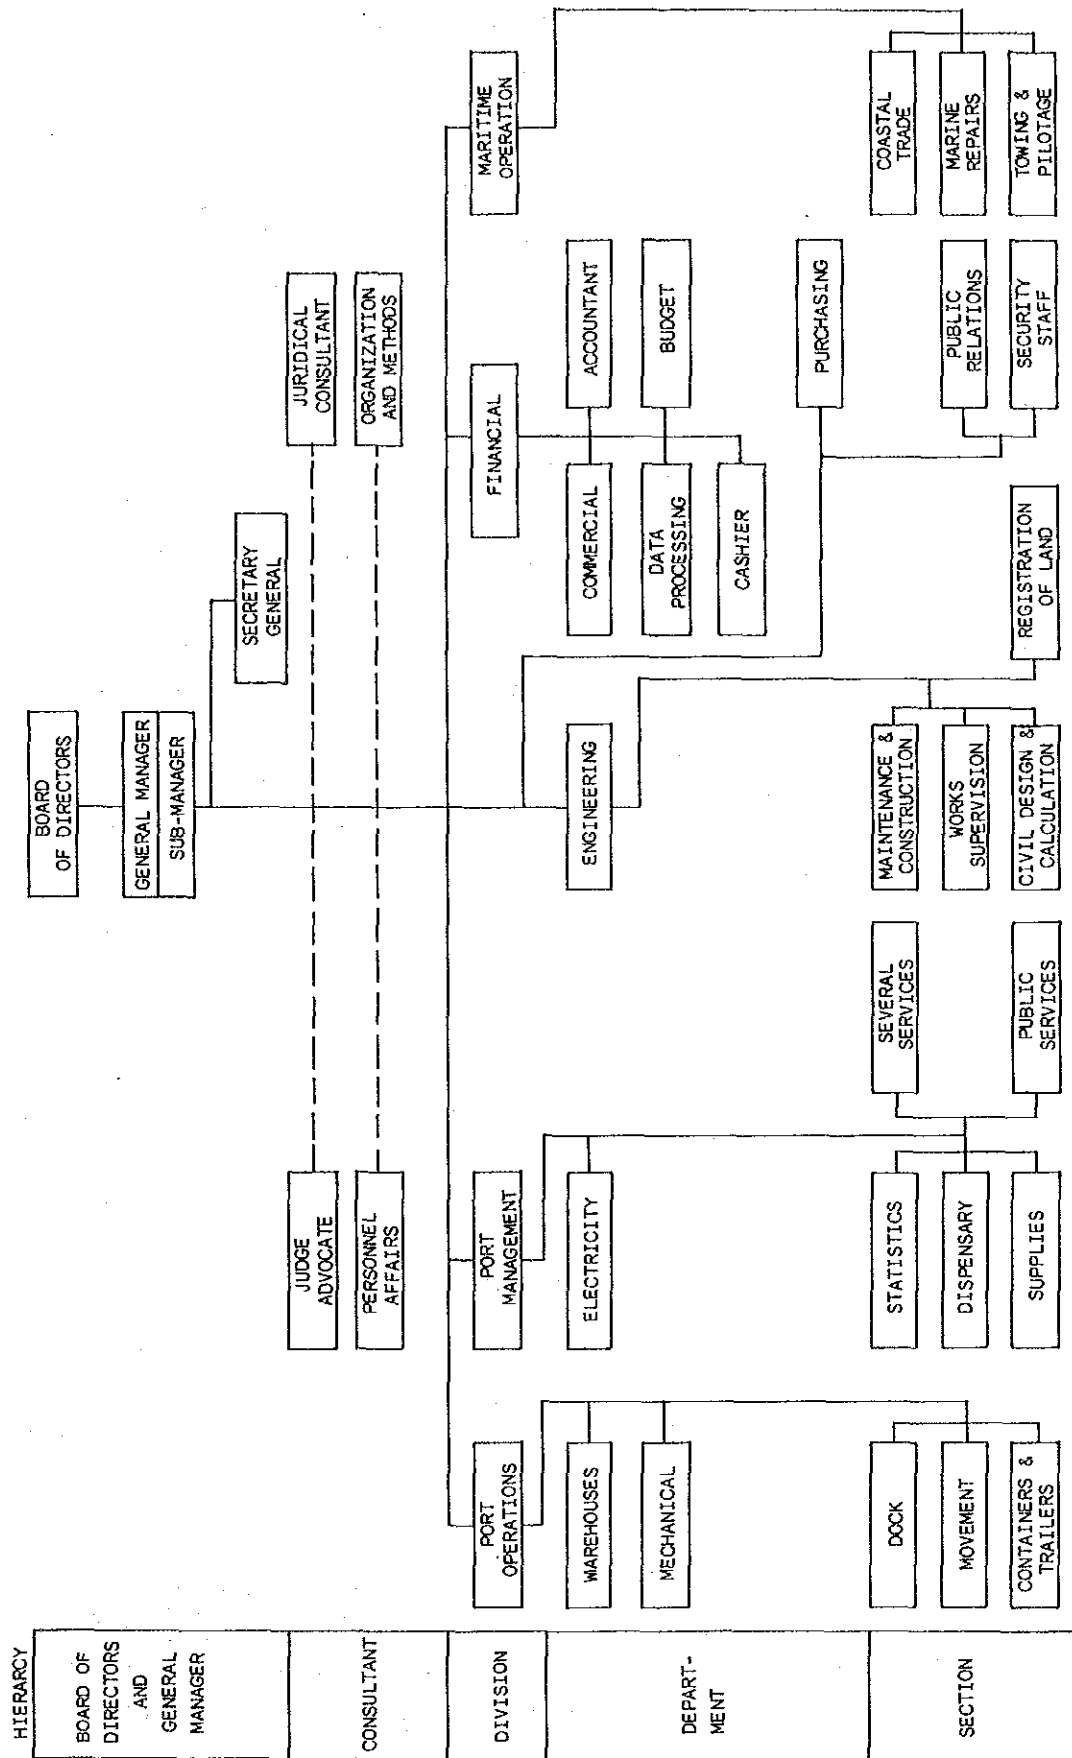 HIERARCY
BOARD OF
DIRECTORS
AND
GENERAL
MANAGER
CONSULTANT
DIVISION
DEPART-
MENT
SECTION
BOARD
OF DIRECTORS
GENERAL MANAGER
SUB-MANAGER
SECRETARY
GENERAL
JUDGE
ADVOCATE
JURIDICAL
CONSULTANT
PERSONNEL
AFFAIRS
ORGANIZATION
AND METHODS
PORT
OPERATIONS
PORT
MANAGEMENT
FINANCIAL
MARITIME
OPERATION
WAREHOUSES
ELECTRICITY
ENGINEERING
COMMERCIAL
ACCOUNTANT
MECHANICAL
DATA
PROCESSING
BUDGET
CASHIER
PURCHASING
DOCK
STATISTICS
SEVERAL
SERVICES
MAINTENANCE &
CONSTRUCTION
COASTAL
TRADE
MOVEMENT
DISPENSARY
WORKS
SUPERVISION
PUBLIC
RELATIONS
MARINE
REPAIRS
CONTAINERS &
TRAILERS
SUPPLIES
PUBLIC
SERVICES
CIVIL DESIGN &
CALCULATION
REGISTRATION
OF LAND
SECURITY
STAFF
TOWING &
PILOTAGE